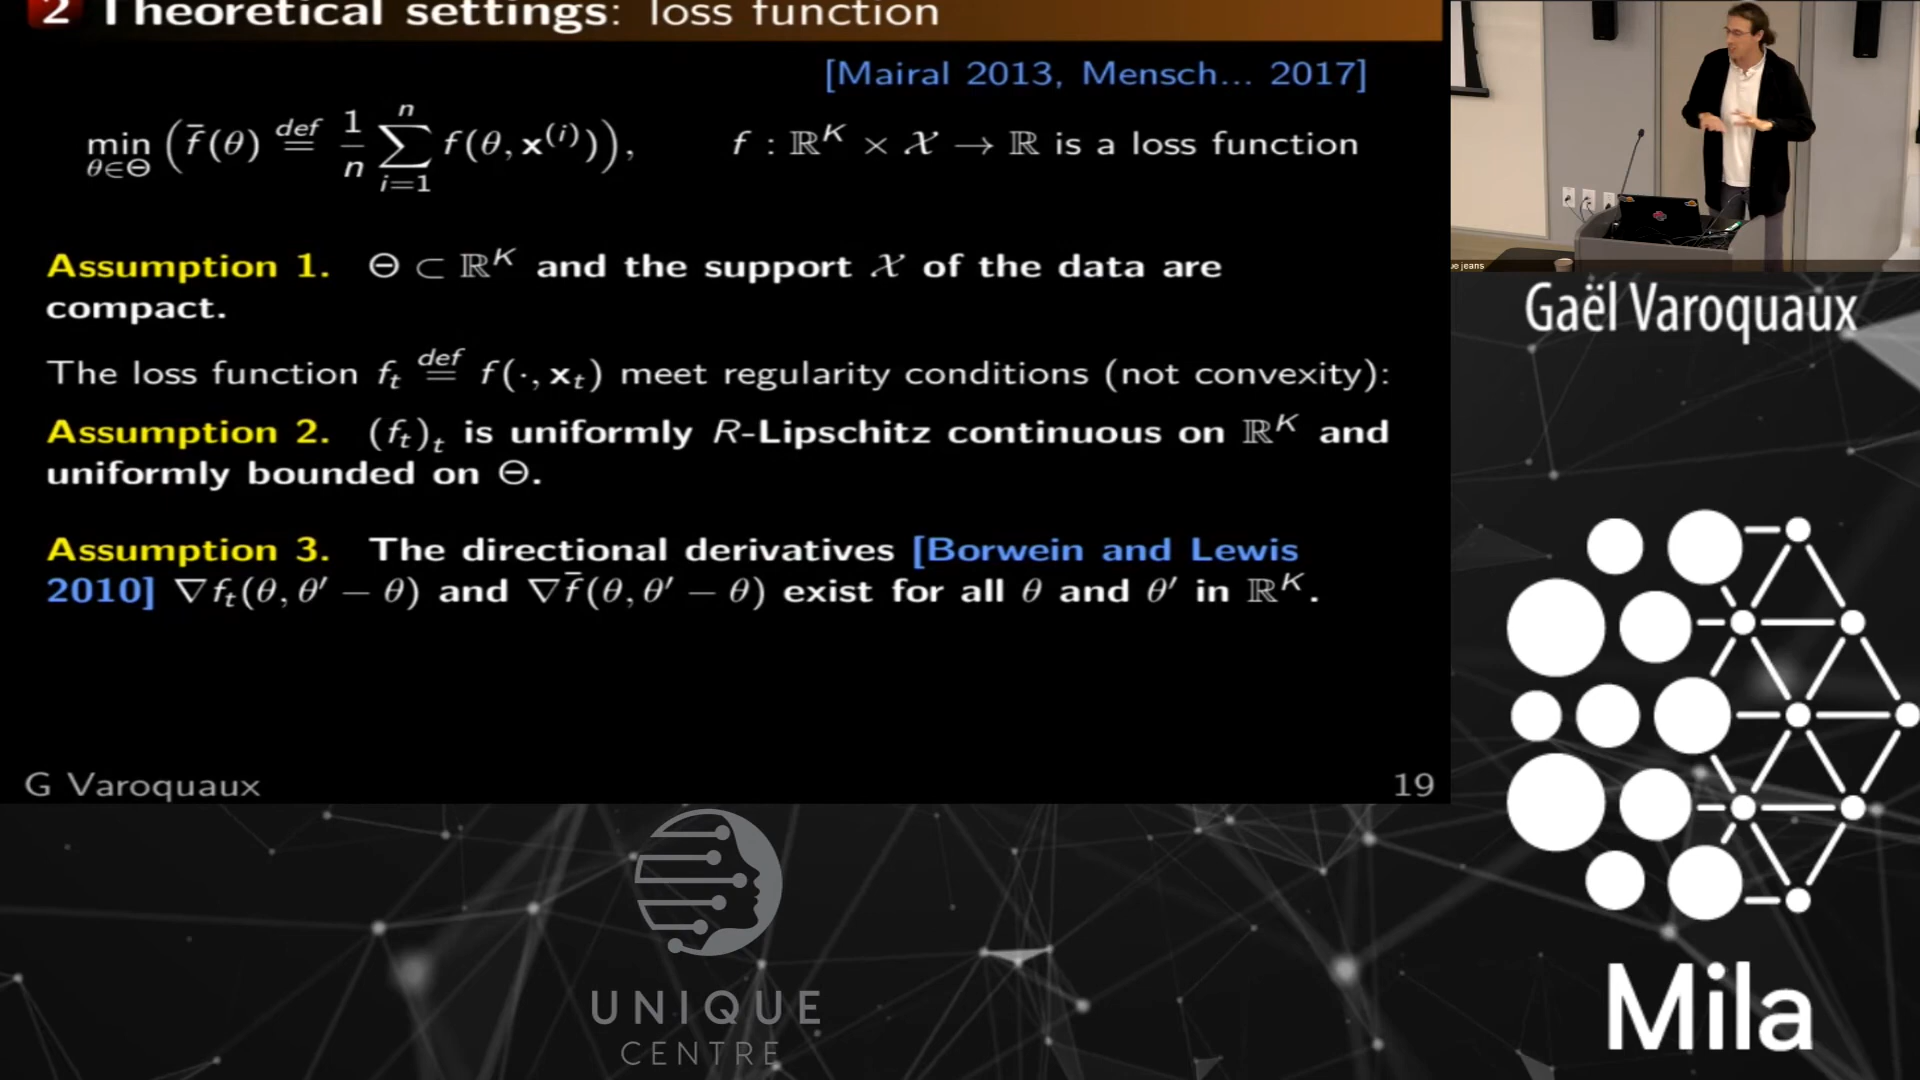 2 Theoretical settings: loss function
[Mairal 2013, Mensch... 2017]
min_{θ∈Θ} ( f̄(θ) ≝ 1/n ∑_{i=1}^{n} f(θ, x^{(i)}) ),    f : ℝ^K × 𝒳 → ℝ is a loss function
Assumption 1. Θ ⊂ ℝ^K and the support 𝒳 of the data are
compact.
The loss function f_t ≝ f(·, x_t) meet regularity conditions (not convexity):
Assumption 2. (f_t)_t is uniformly R-Lipschitz continuous on ℝ^K and
uniformly bounded on Θ.
Assumption 3. The directional derivatives [Borwein and Lewis
2010] ∇f_t(θ, θ′ − θ) and ∇f̄(θ, θ′ − θ) exist for all θ and θ′ in ℝ^K.
G Varoquaux
19
jeans
Gaël Varoquaux
UNIQUE
CENTRE
Mila